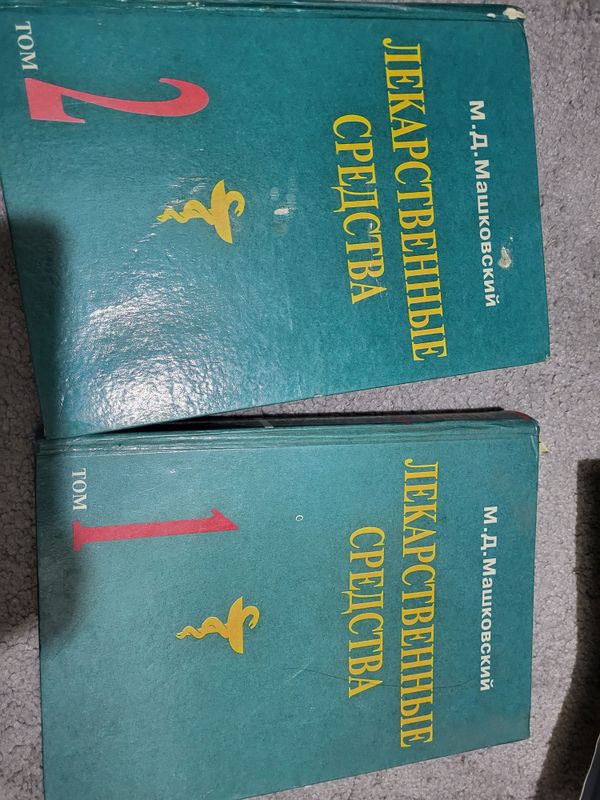 М.Д.Машковский
ЛЕКАРСТВЕННЫЕ
СРЕДСТВА
ТОМ
2
М.Д.Машковский
ЛЕКАРСТВЕННЫЕ
СРЕДСТВА
ТОМ
1